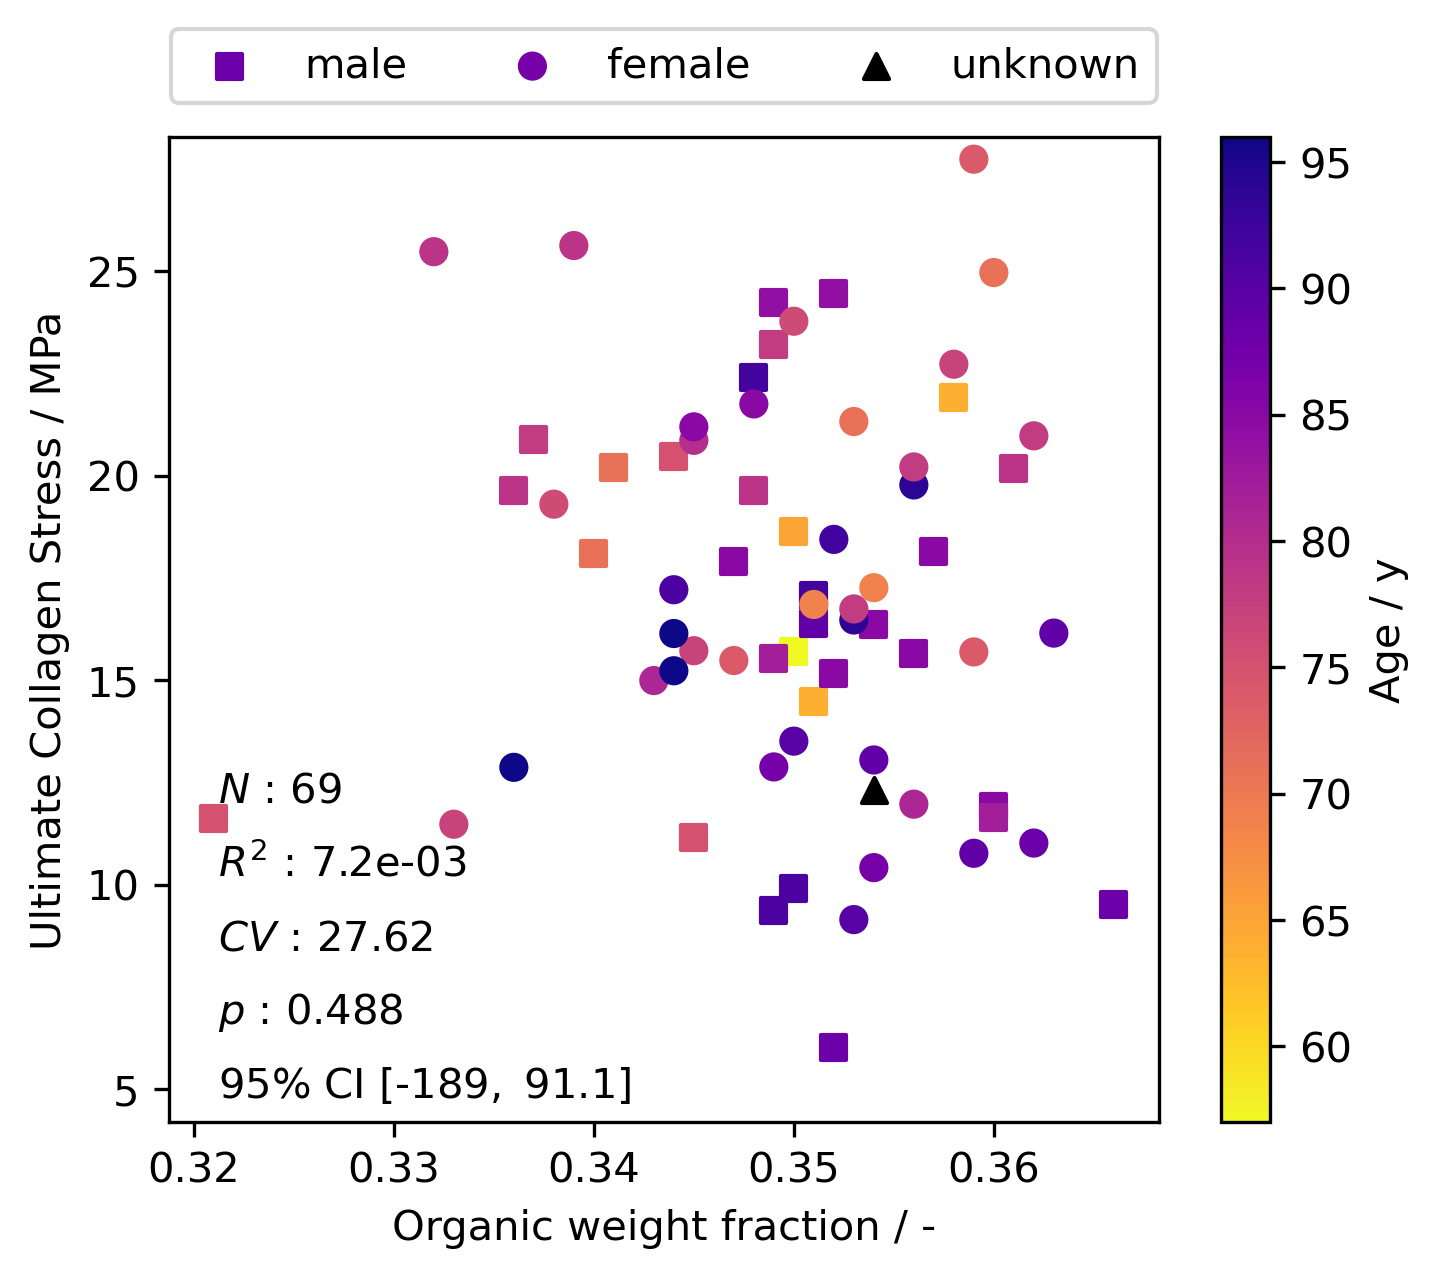 male female unknown
25
20
15
10
5
Ultimate Collagen Stress / MPa
N : 69
R² : 7.2e-03
CV : 27.62
p : 0.488
95% CI [-189, 91.1]
0.32 0.33 0.34 0.35 0.36
Organic weight fraction / -
95
90
85
80
75
70
65
60
Age / y